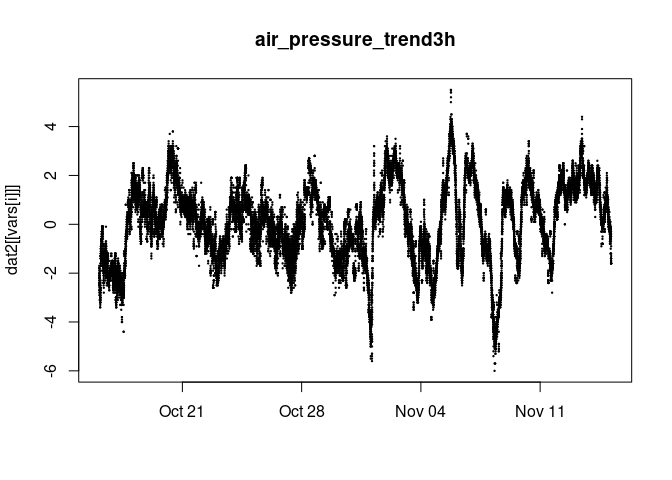 air_pressure_trend3h
dat2[[vars[i]]]
4
2
0
-2
-4
-6
Oct 21 Oct 28 Nov 04 Nov 11